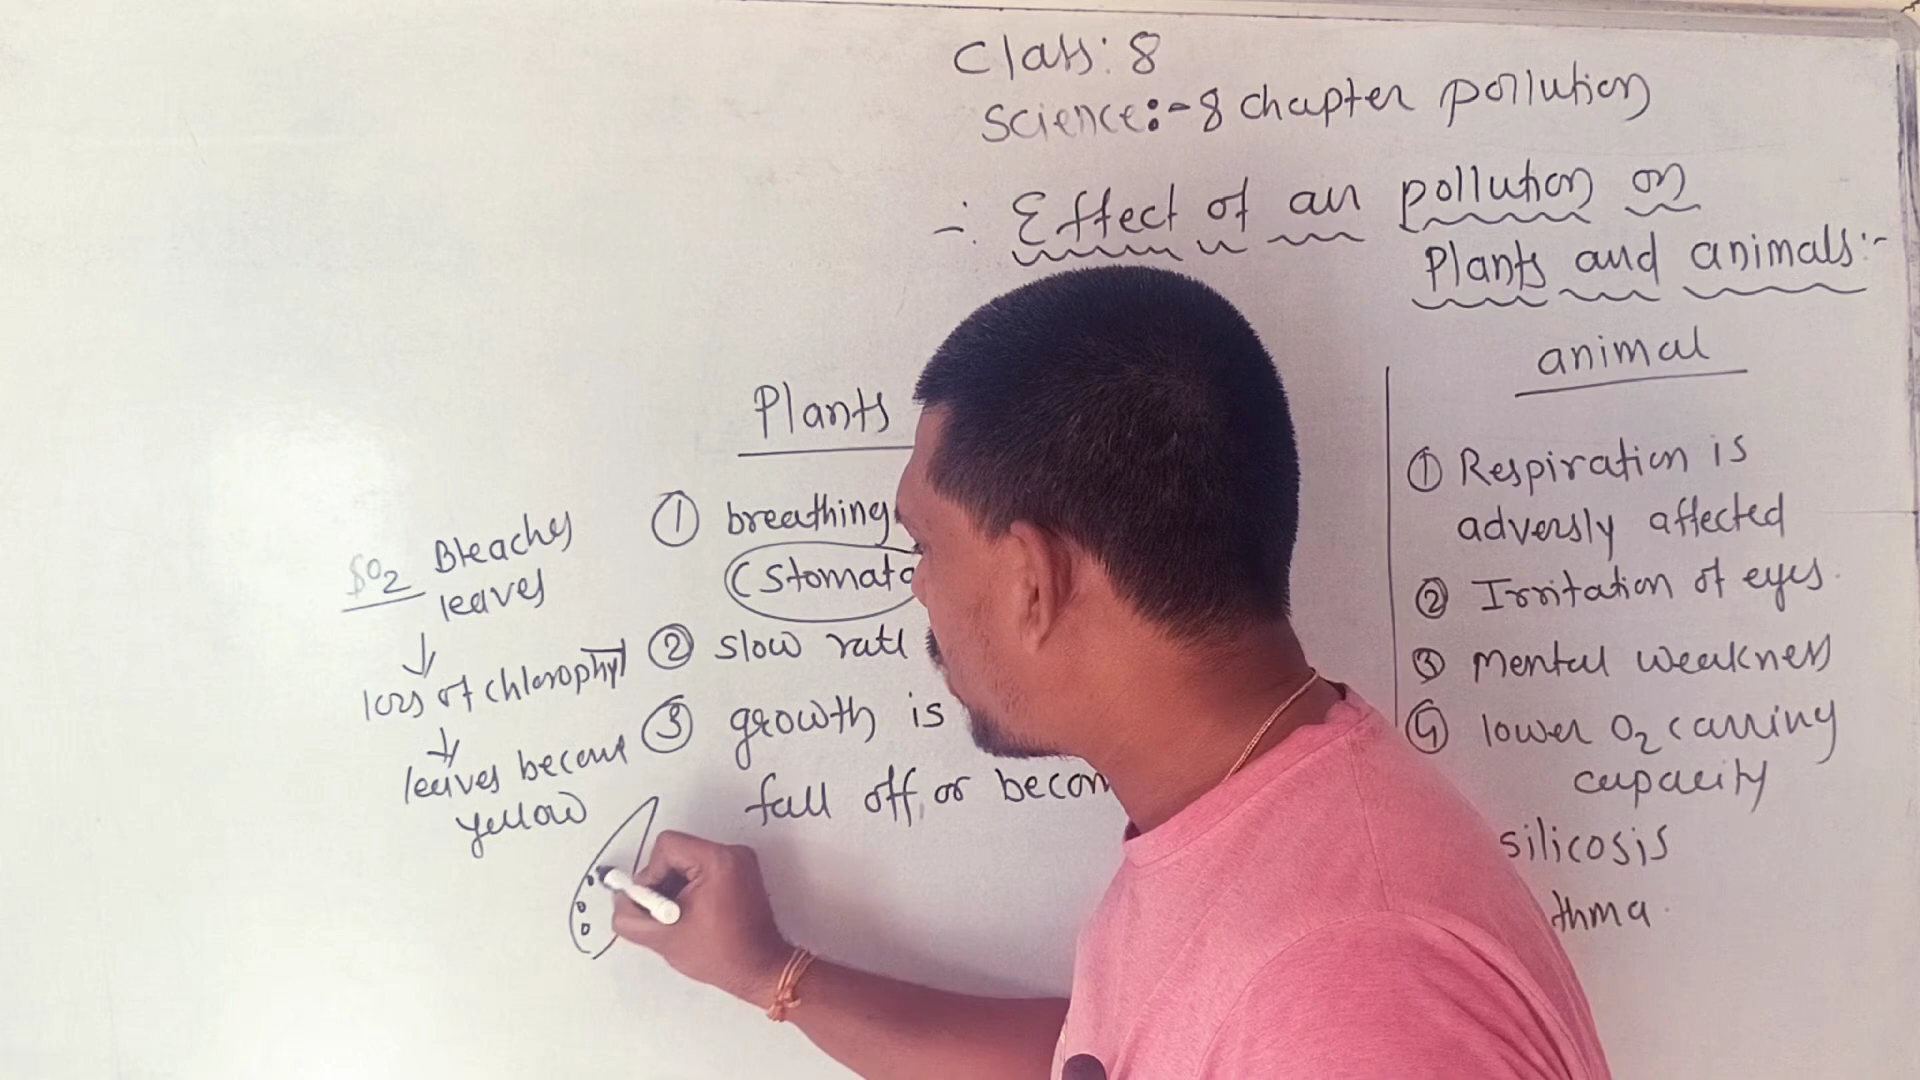 Class: 8
Science:- 8 chapter pollution
-: Effect of air pollution on
Plants and animals:-
Plants
① breathing
(Stomata
② slow rate
③ growth is
fall off, or becom
SO2 Bleaches
leaves
↓
loss of chlorophyl
↓
leaves become
yellow
animal
① Respiration is
adversly affected
② Irritation of eyes.
③ Mental weakness
④ lower O2 carring
capacity
silicosis
thma.